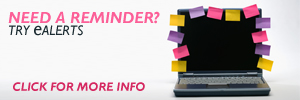 NEED A REMINDER?
TRY eALERTS
CLICK FOR MORE INFO